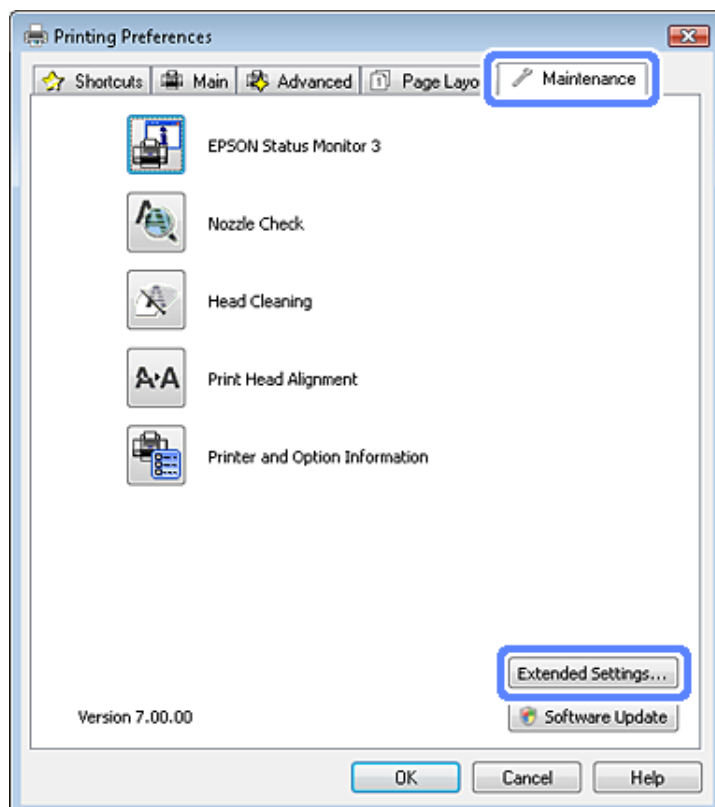 Printing Preferences
Shortcuts Main Advanced Page Layo Maintenance
EPSON Status Monitor 3
Nozzle Check
Head Cleaning
A A Print Head Alignment
Printer and Option Information
Extended Settings...
Version 7.00.00 Software Update
OK Cancel Help